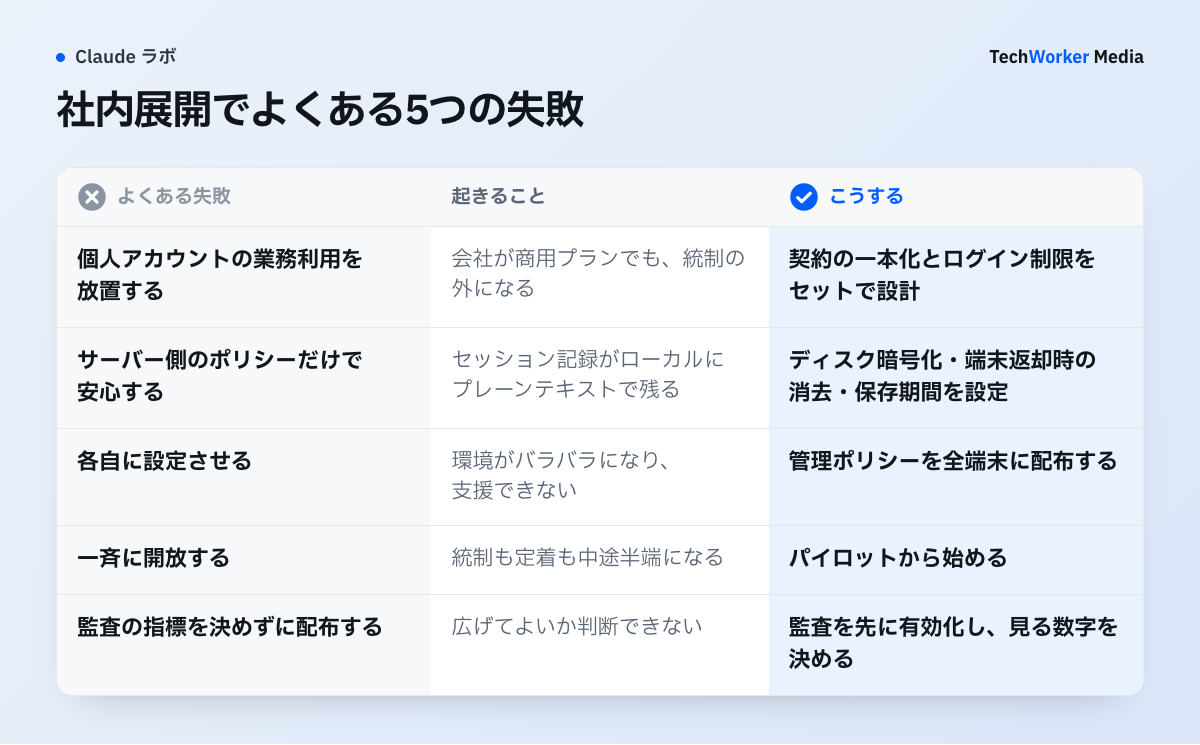 Claude ラボ
TechWorker Media
社内展開でよくある5つの失敗
よくある失敗
起きること
こうする
個人アカウントの業務利用を
放置する
会社が商用プランでも、統制の
外になる
契約の一本化とログイン制限を
セットで設計
サーバー側のポリシーだけで
安心する
セッション記録がローカルに
プレーンテキストで残る
ディスク暗号化・端末返却時の
消去・保存期間を設定
各自に設定させる
環境がバラバラになり、
支援できない
管理ポリシーを全端末に配布する
一斉に開放する
統制も定着も中途半端になる
パイロットから始める
監査の指標を決めずに配布する
広げてよいか判断できない
監査を先に有効化し、見る数字を
決める